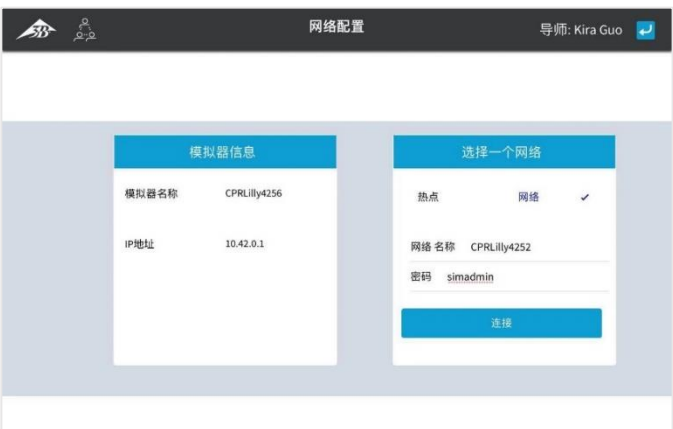 3B
网络配置
导师: Kira Guo
模拟器信息
模拟器名称 CPRLilly4256
IP地址 10.42.0.1
选择一个网络
热点 网络
网络 名称 CPRLilly4252
密码 simadmin
连接